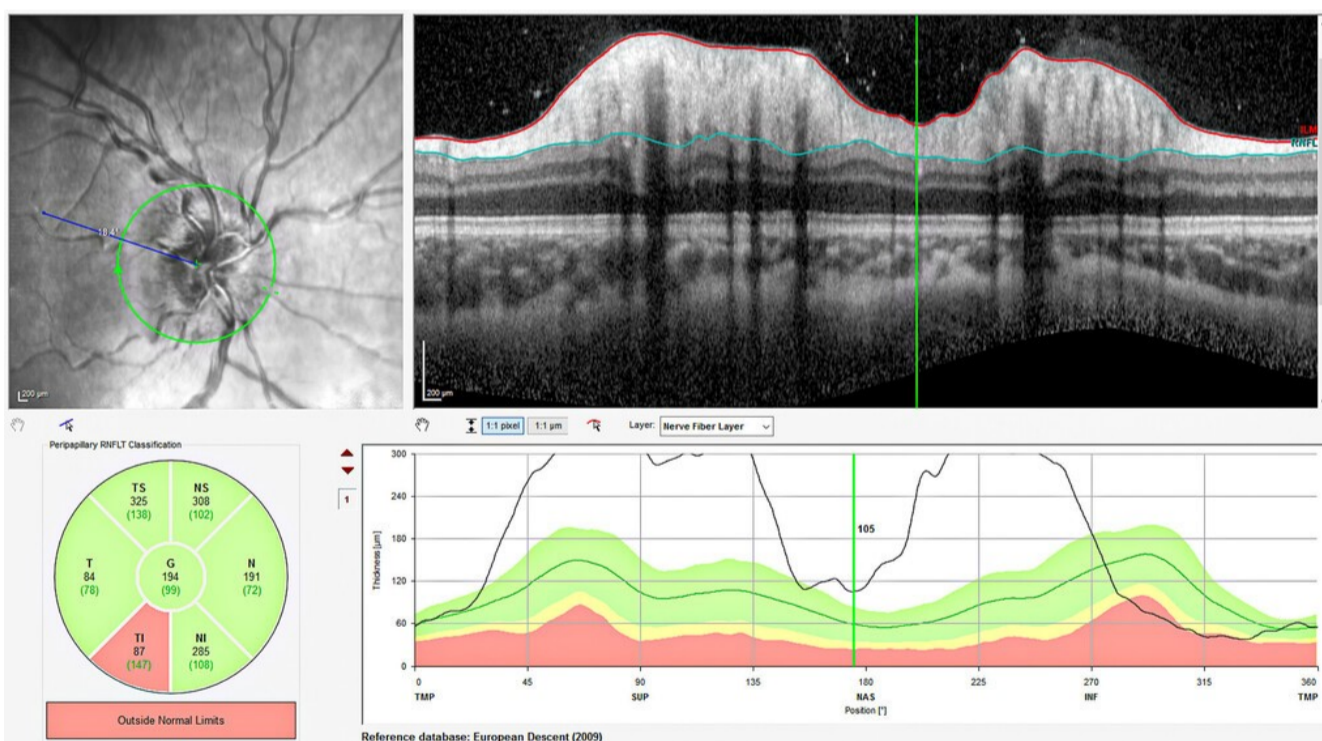 18.4°
200 µm
ILM
RNFL
200 µm
1:1 pixel
1:1 µm
Layer:
Nerve Fiber Layer
Peripapillary RNFLT Classification
TS
325
(138)
NS
308
(102)
T
84
(78)
G
194
(99)
N
191
(72)
TI
87
(147)
NI
285
(108)
Outside Normal Limits
1
Thickness [µm]
300
240
180
120
60
0
105
0
45
90
135
180
225
270
315
360
TMP
SUP
NAS
INF
TMP
Position [°]
Reference database: European Descent (2009)